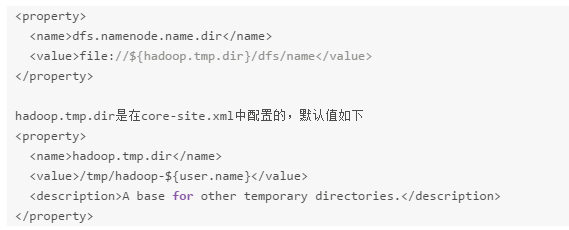 <property>
<name>dfs.namenode.name.dir</name>
<value>file://${hadoop.tmp.dir}/dfs/name</value>
</property>
hadoop.tmp.dir是在core-site.xml中配置的，默认值如下
<property>
<name>hadoop.tmp.dir</name>
<value>/tmp/hadoop-${user.name}</value>
<description>A base for other temporary directories.</description>
</property>